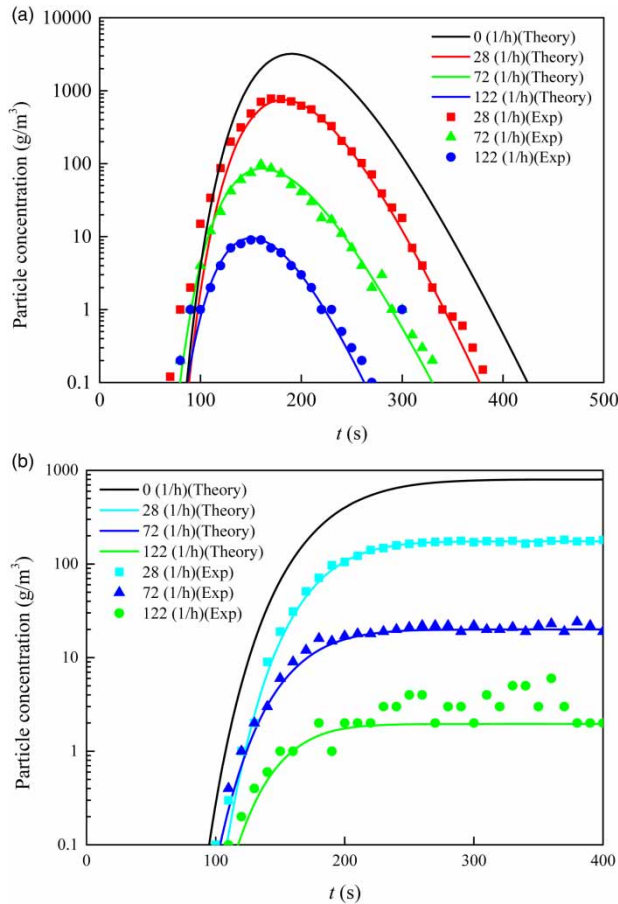 (a)
10000
1000
100
10
1
0.1
Particle concentration (g/m³)
0 (1/h)(Theory)
28 (1/h)(Theory)
72 (1/h)(Theory)
122 (1/h)(Theory)
28 (1/h)(Exp)
72 (1/h)(Exp)
122 (1/h)(Exp)
0 100 200 300 400 500
t (s)
(b)
1000
100
10
1
0.1
Particle concentration (g/m³)
0 (1/h)(Theory)
28 (1/h)(Theory)
72 (1/h)(Theory)
122 (1/h)(Theory)
28 (1/h)(Exp)
72 (1/h)(Exp)
122 (1/h)(Exp)
0 100 200 300 400
t (s)